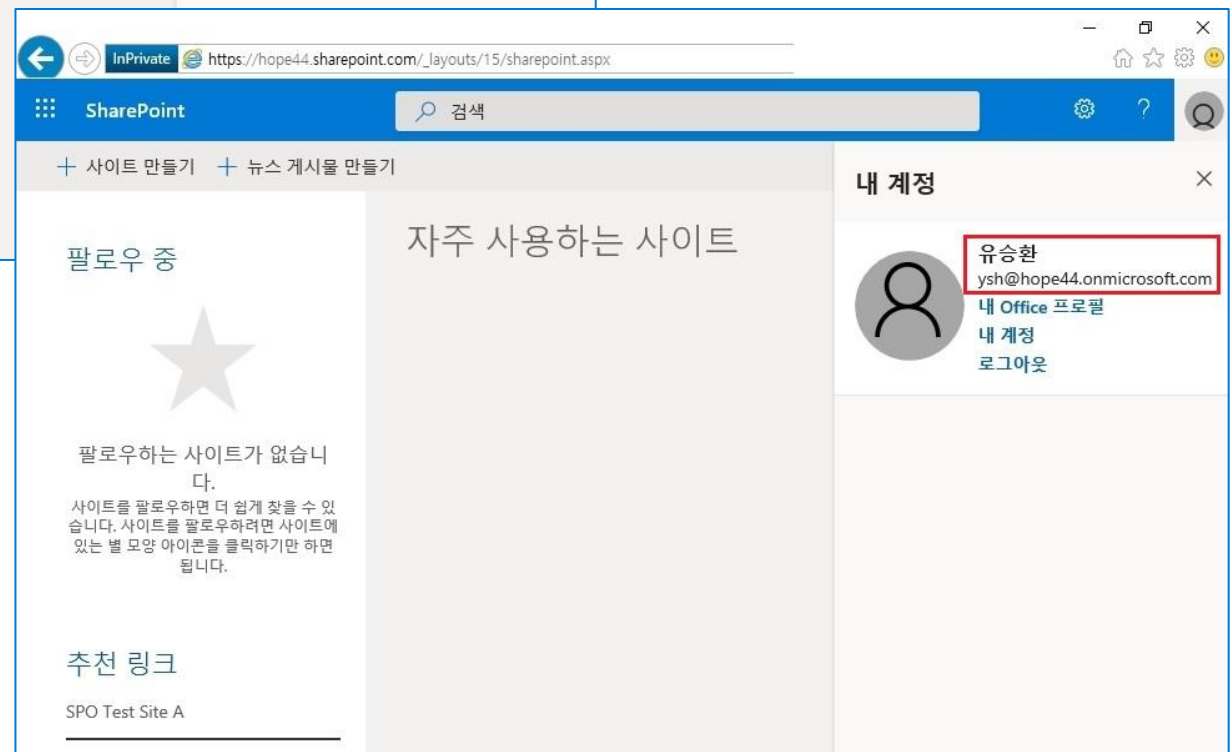 InPrivate https://hope44.sharepoint.com/_layouts/15/sharepoint.aspx
SharePoint 검색 ?
+ 사이트 만들기 + 뉴스 게시물 만들기
내 계정
팔로우 중
자주 사용하는 사이트
유승환
ysh@hope44.onmicrosoft.com
내 Office 프로필
내 계정
로그아웃
팔로우하는 사이트가 없습니
다.
사이트를 팔로우하면 더 쉽게 찾을 수 있
습니다. 사이트를 팔로우하려면 사이트에
있는 별 모양 아이콘을 클릭하기만 하면
됩니다.
추천 링크
SPO Test Site A